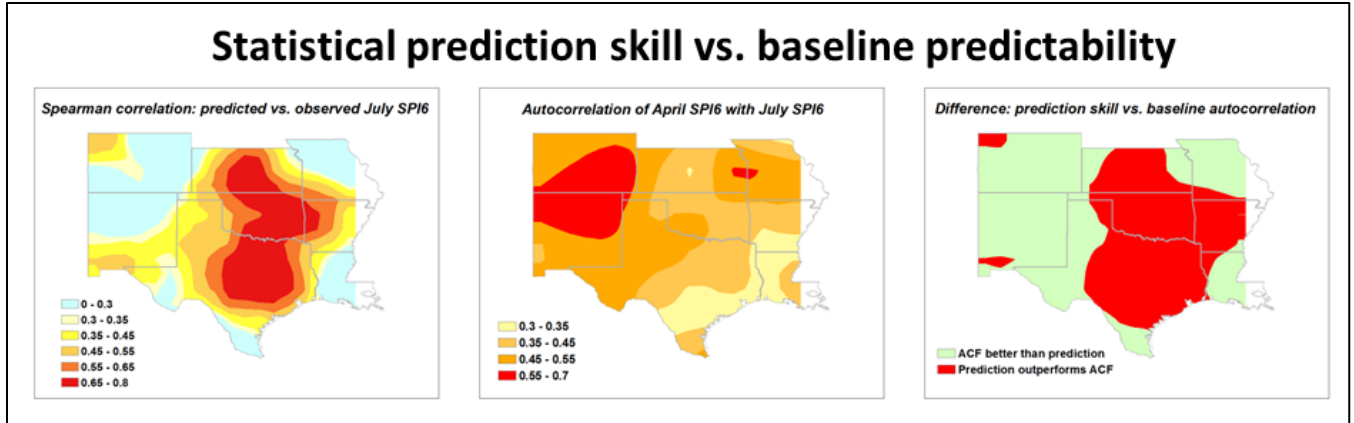 Statistical prediction skill vs. baseline predictability
Spearman correlation: predicted vs. observed July SPI6
0 - 0.3
0.3 - 0.35
0.35 - 0.45
0.45 - 0.55
0.55 - 0.65
0.65 - 0.8
Autocorrelation of April SPI6 with July SPI6
0.3 - 0.35
0.35 - 0.45
0.45 - 0.55
0.55 - 0.7
Difference: prediction skill vs. baseline autocorrelation
ACF better than prediction
Prediction outperforms ACF